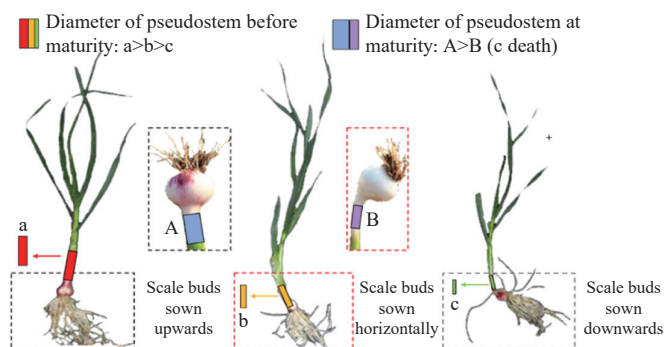 Diameter of pseudostem before
maturity: a>b>c
Diameter of pseudostem at
maturity: A>B (c death)
a
A
B
b
c
Scale buds
sown
upwards
Scale buds
sown
horizontally
Scale buds
sown
downwards